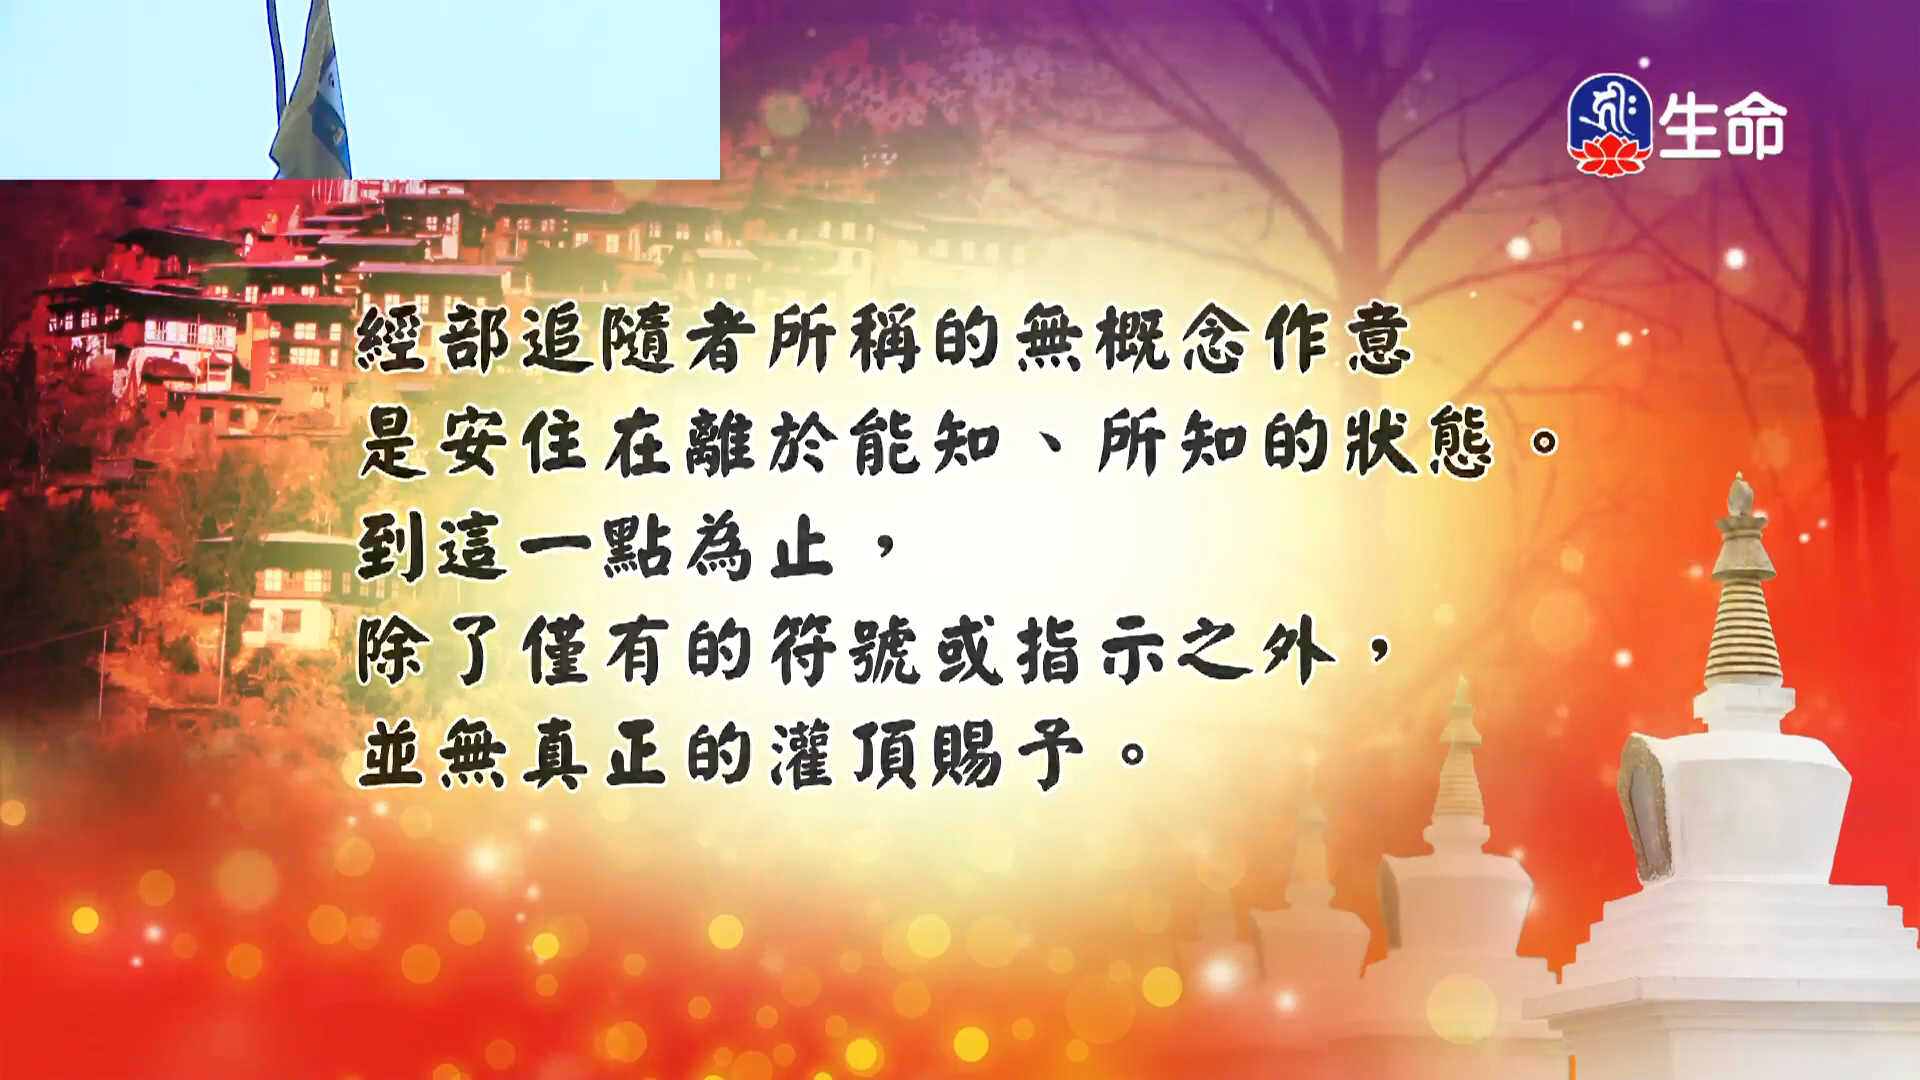 生命
經部追隨者所稱的無概念作意
是安住在離於能知、所知的狀態。
到這一點為止，
除了僅有的符號或指示之外，
並無真正的灌頂賜予。